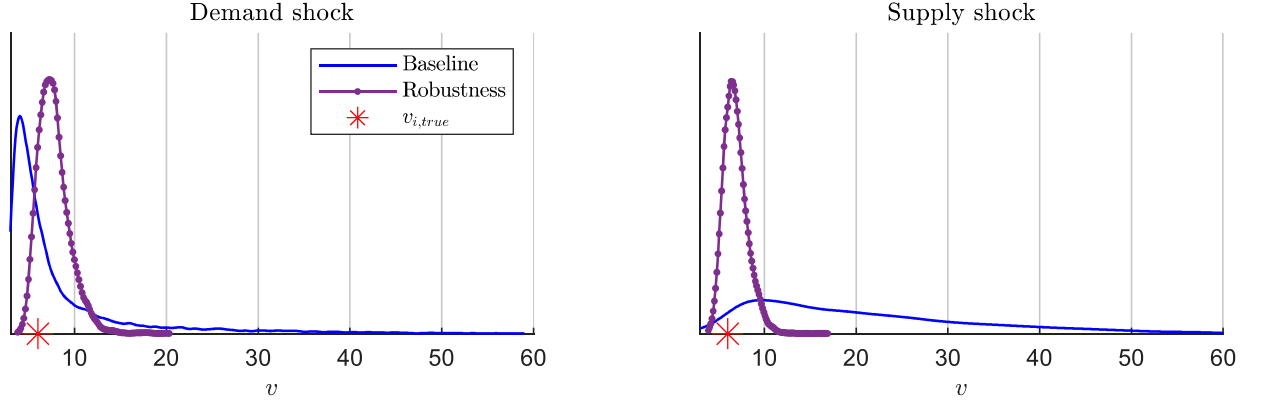 Demand shock
Baseline
Robustness
v_{i,true}
10 20 30 40 50 60
v
Supply shock
10 20 30 40 50 60
v